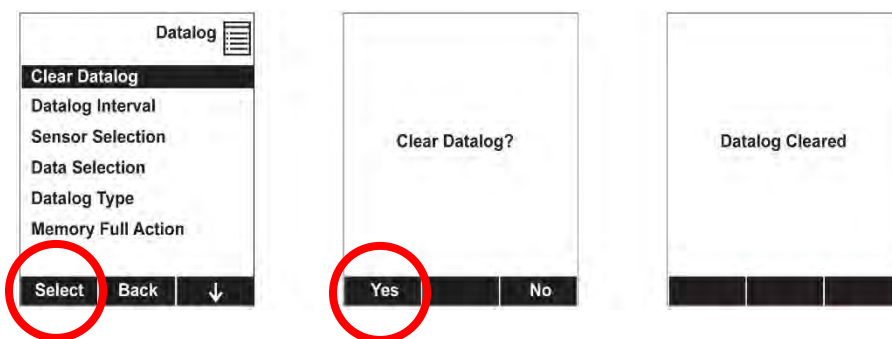 Datalog
Clear Datalog
Datalog Interval
Sensor Selection
Data Selection
Datalog Type
Memory Full Action
Select Back ↓
Clear Datalog?
Yes No
Datalog Cleared